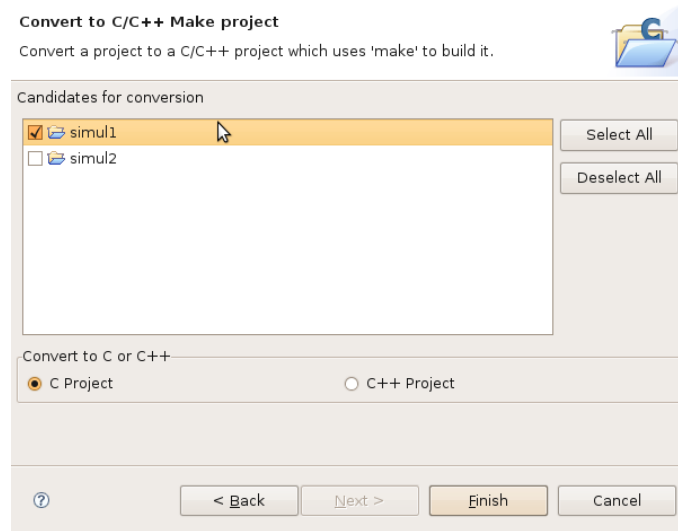 Convert to C/C++ Make project
Convert a project to a C/C++ project which uses 'make' to build it.
C
Candidates for conversion
simul1
simul2
Select All
Deselect All
Convert to C or C++
C Project
C++ Project
?
< Back
Next >
Finish
Cancel